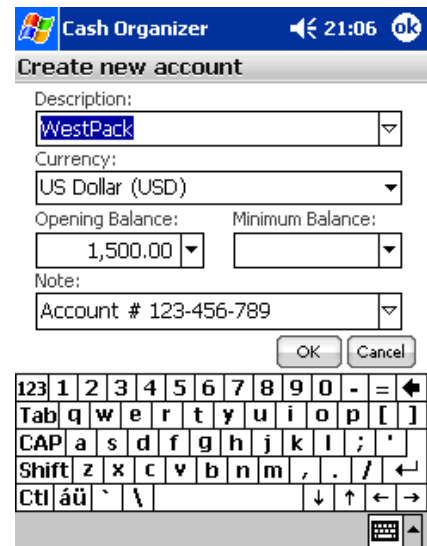 Cash Organizer 21:06 ok
Create new account
Description:
WestPack
Currency:
US Dollar (USD)
Opening Balance: Minimum Balance:
1,500.00
Note:
Account # 123-456-789
OK Cancel
123 1 2 3 4 5 6 7 8 9 0 - =
Tab q w e r t y u i o p [ ]
CAP a s d f g h j k l ; '
Shift z x c v b n m , . /
Ctl áü ` \ ↓ ↑ ← →